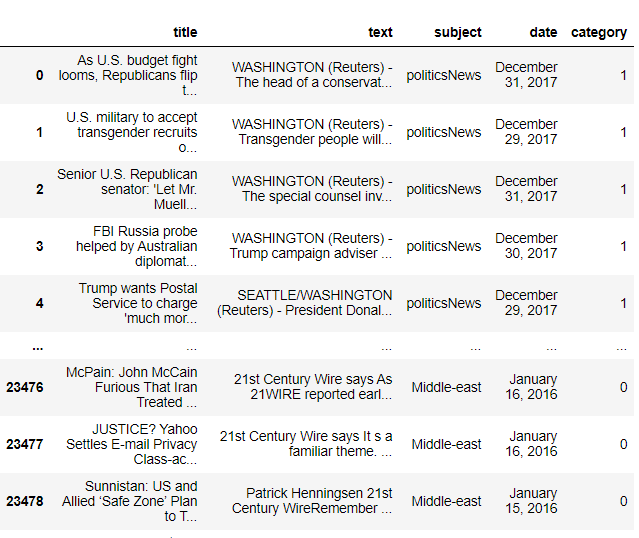 title text subject date category
As U.S. budget fight
0 looms, Republicans flip WASHINGTON (Reuters) - politicsNews December 1
t... The head of a conservat... 31, 2017
U.S. military to accept
1 transgender recruits WASHINGTON (Reuters) - politicsNews December 1
o... Transgender people will... 29, 2017
Senior U.S. Republican
2 senator: 'Let Mr. WASHINGTON (Reuters) - politicsNews December 1
Muell... The special counsel inv... 31, 2017
FBI Russia probe
3 helped by Australian WASHINGTON (Reuters) - politicsNews December 1
diplomat... Trump campaign adviser ... 30, 2017
Trump wants Postal
4 Service to charge SEATTLE/WASHINGTON politicsNews December 1
'much mor... (Reuters) - President Donal... 29, 2017
... ... ... ... ... ...
McPain: John McCain
23476 Furious That Iran 21st Century Wire says As Middle-east January 0
Treated ... 21WIRE reported earl... 16, 2016
JUSTICE? Yahoo
23477 Settles E-mail Privacy 21st Century Wire says It s a Middle-east January 0
Class-ac... familiar theme. ... 16, 2016
Sunnistan: US and
23478 Allied ‘Safe Zone’ Plan Patrick Henningsen 21st Middle-east January 0
to T... Century WireRemember ... 15, 2016